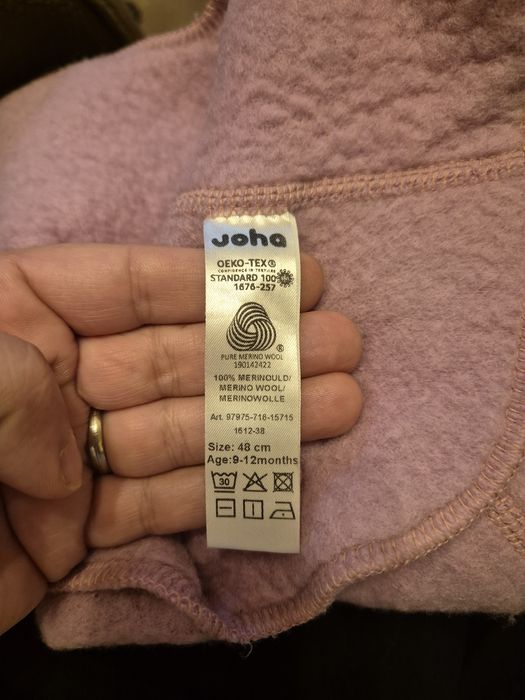 joha
OEKO-TEX®
CONFIDENCE IN TEXTILES
STANDARD 100
1676-257
®
PURE MERINO WOOL
190142422
100% MERINOULD/
MERINO WOOL/
MERINOWOLLE
Art. 97975-716-15715
1612-38
Size: 48 cm
Age:9-12months
30